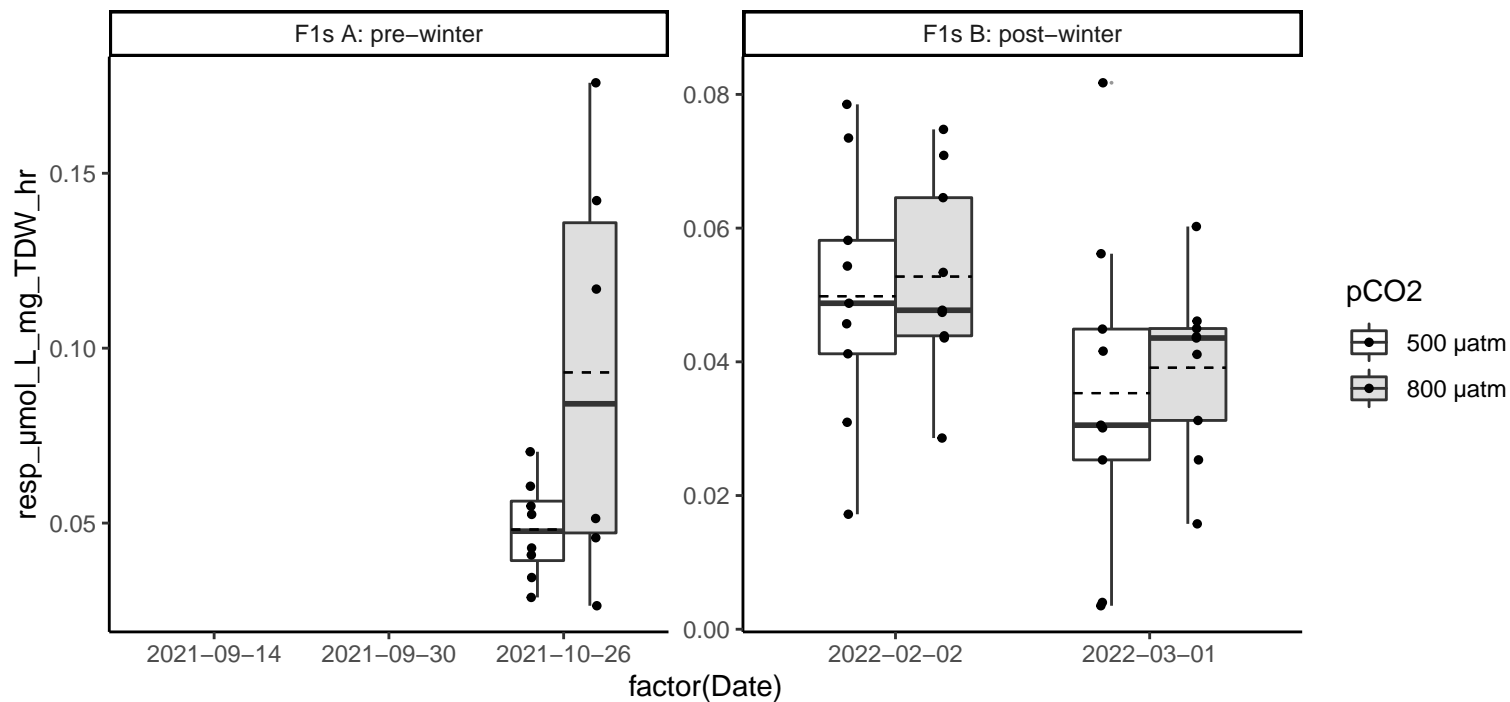 F1s A: pre−winter
F1s B: post−winter
resp_µmol_L_mg_TDW_hr
0.15
0.10
0.05
0.08
0.06
0.04
0.02
0.00
2021−09−14 2021−09−30 2021−10−26
2022−02−02 2022−03−01
factor(Date)
pCO2
500 µatm
800 µatm